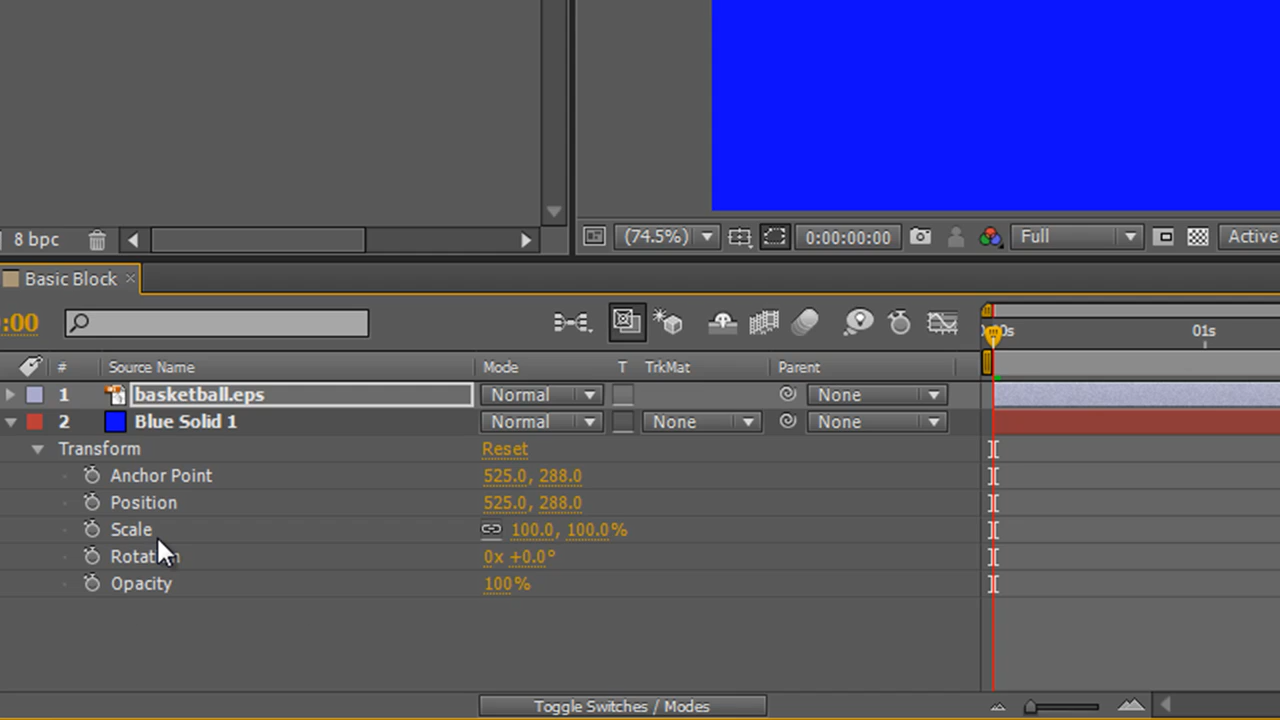 8 bpc
(74.5%)
0:00:00:00
Full
Active
Basic Block ×
:00
00s
01s
# Source Name Mode T TrkMat Parent
1 basketball.eps Normal None
2 Blue Solid 1 Normal None None
Transform Reset
Anchor Point 525.0, 288.0
Position 525.0, 288.0
Scale 100.0, 100.0%
Rotation 0x +0.0°
Opacity 100%
Toggle Switches / Modes